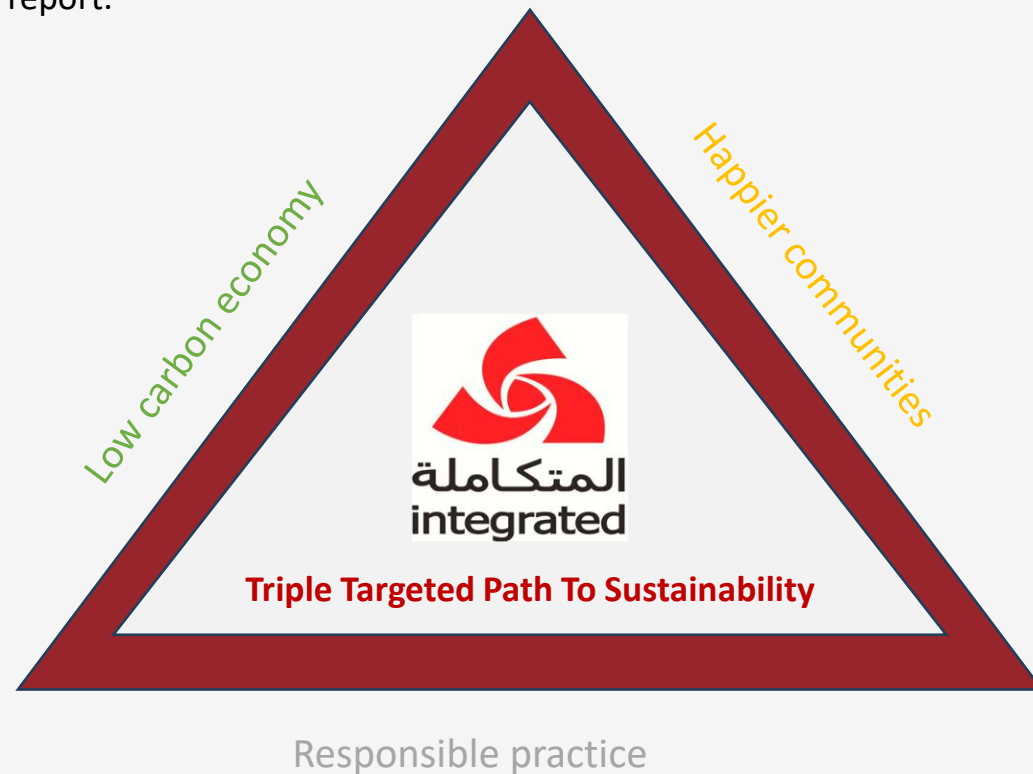 report.
Low carbon economy
Happier communities
المتكاملة
integrated
Triple Targeted Path To Sustainability
Responsible practice